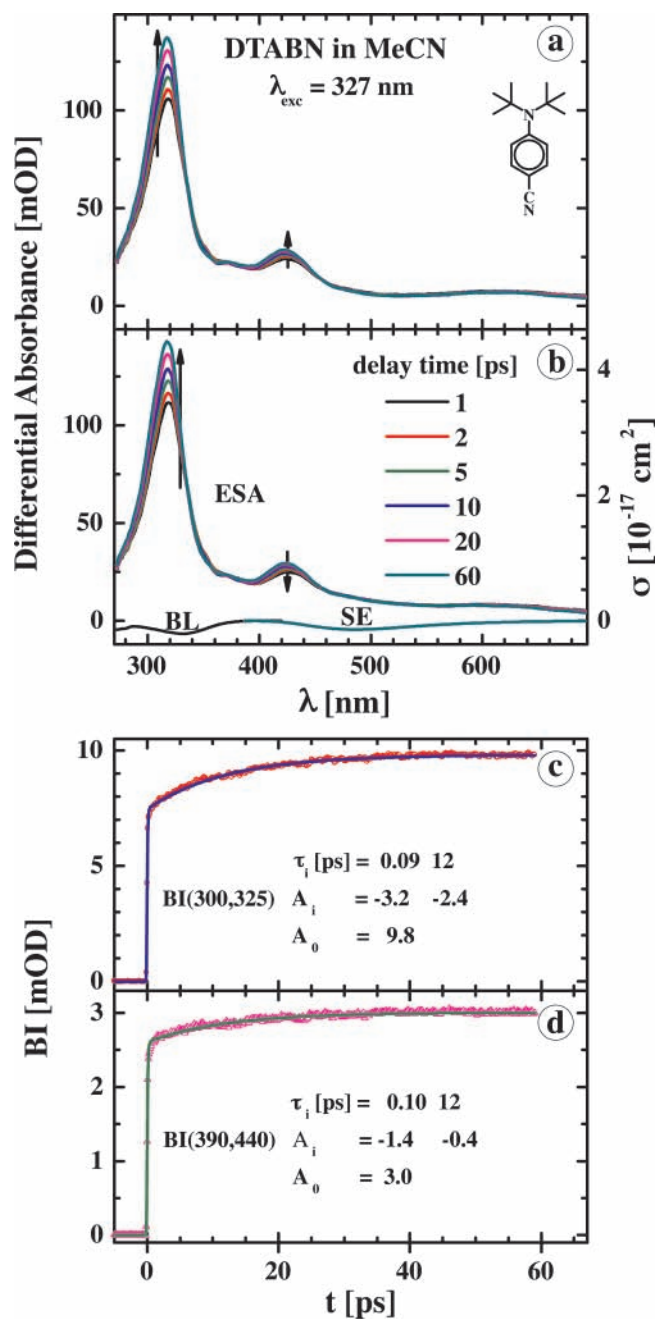 DTABN in MeCN
a
λexc = 327 nm
N
C
N
100
50
0
Differential Absorbance [mOD]
b
delay time [ps]
1
2
5
10
20
60
ESA
BL
SE
100
50
0
4
2
0
σ [10⁻¹⁷ cm²]
300 400 500 600
λ [nm]
c
10
5
0
τi [ps] = 0.09 12
BI(300,325) Ai = -3.2 -2.4
A0 = 9.8
BI [mOD]
d
3
2
1
0
τi [ps] = 0.10 12
BI(390,440) Ai = -1.4 -0.4
A0 = 3.0
0 20 40 60
t [ps]